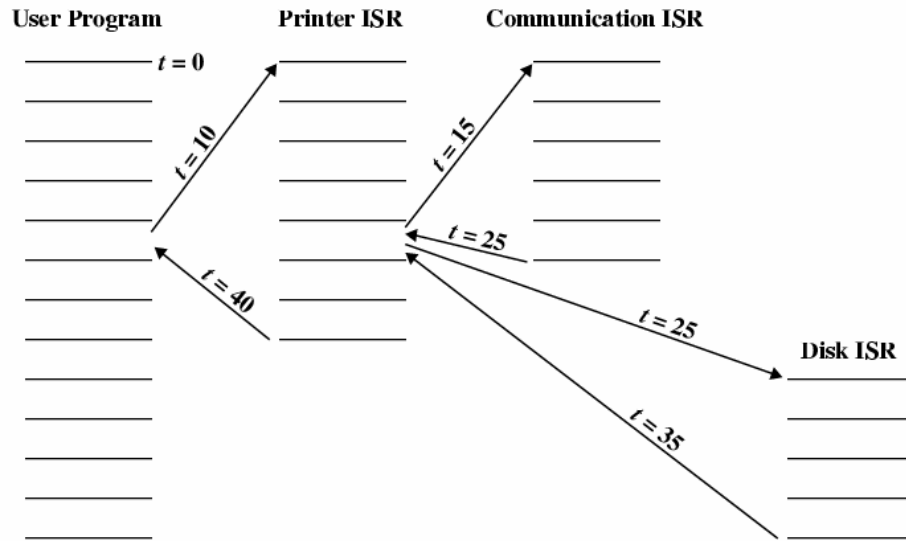 User Program
Printer ISR
Communication ISR
t = 0
t = 10
t = 15
t = 25
t = 40
t = 25
Disk ISR
t = 35